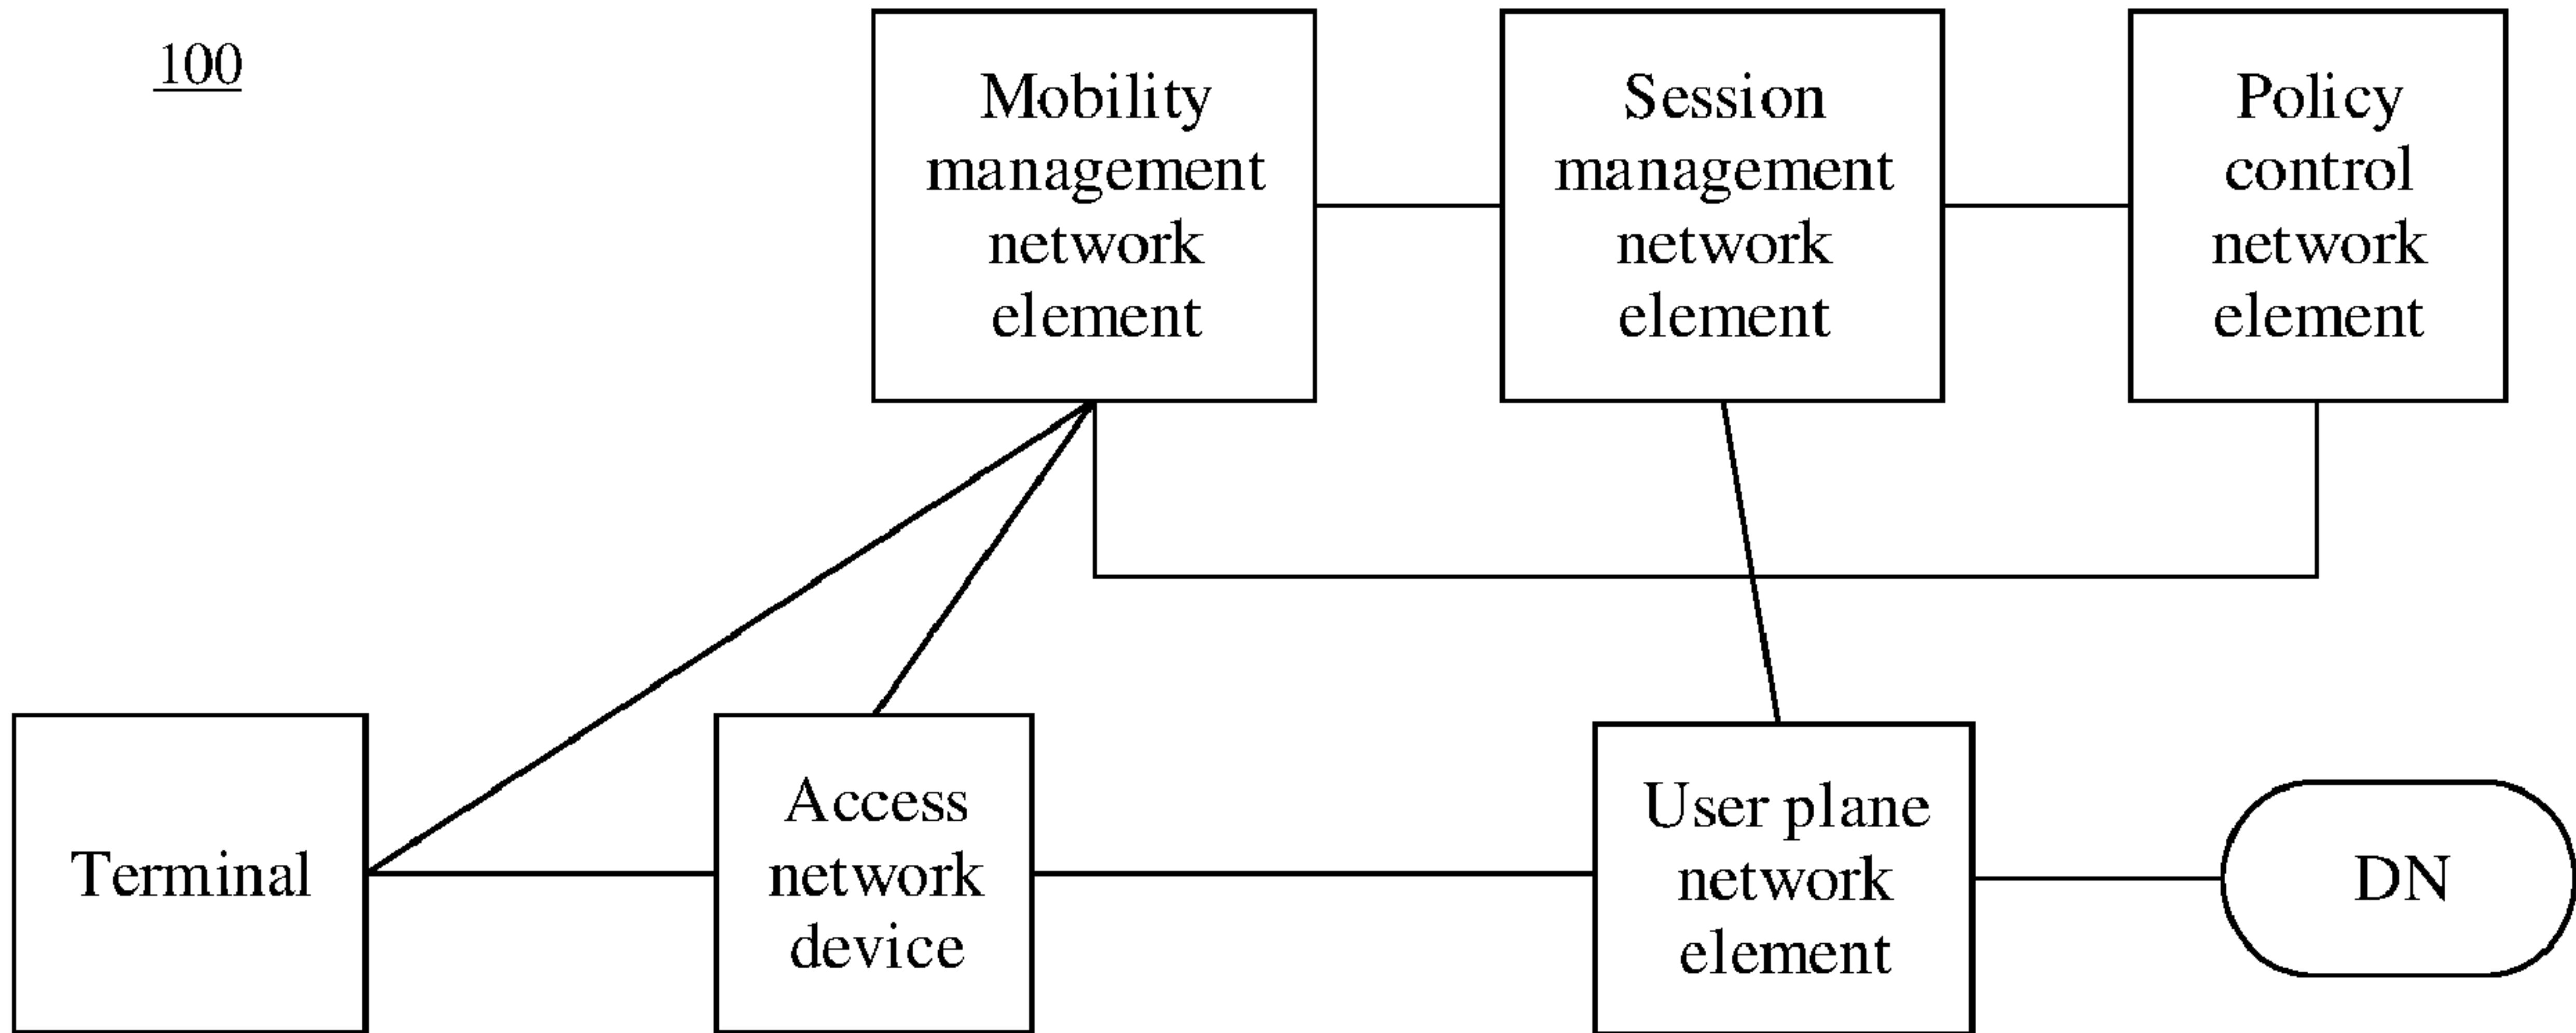 100
Mobility
management
network
element
Session
management
network
element
Policy
control
network
element
Terminal
Access
network
device
User plane
network
element
DN